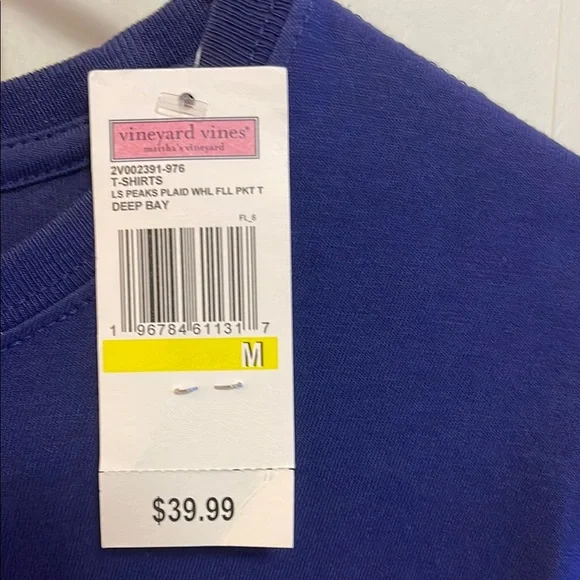 vineyard vines®
martha's vineyard
2V002391-976
T-SHIRTS
LS PEAKS PLAID WHL FLL PKT T
DEEP BAY
FL_6
1 96784 61131 7
M
$39.99